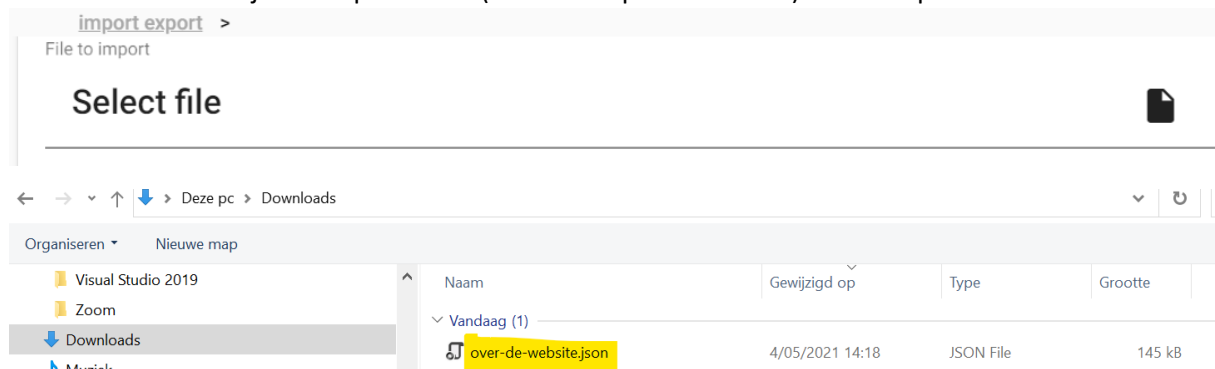 import export >
File to import
Select file
Deze pc > Downloads
Organiseren Nieuwe map
Visual Studio 2019
Zoom
Downloads
Naam Gewijzigd op Type Grootte
Vandaag (1)
over-de-website.json 4/05/2021 14:18 JSON File 145 kB